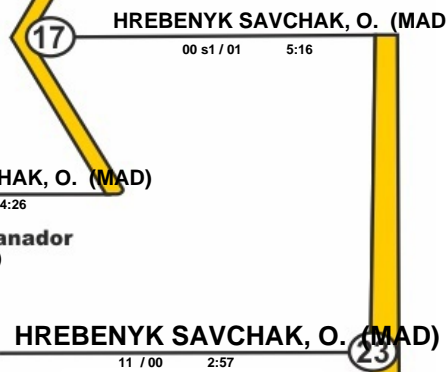 HREBENYK SAVCHAK, O. (MAD
17
00 s1 / 01 5:16
HAK, O. (MAD)
4:26
anador
)
HREBENYK SAVCHAK, O. (MAD)
23
11 / 00 2:57